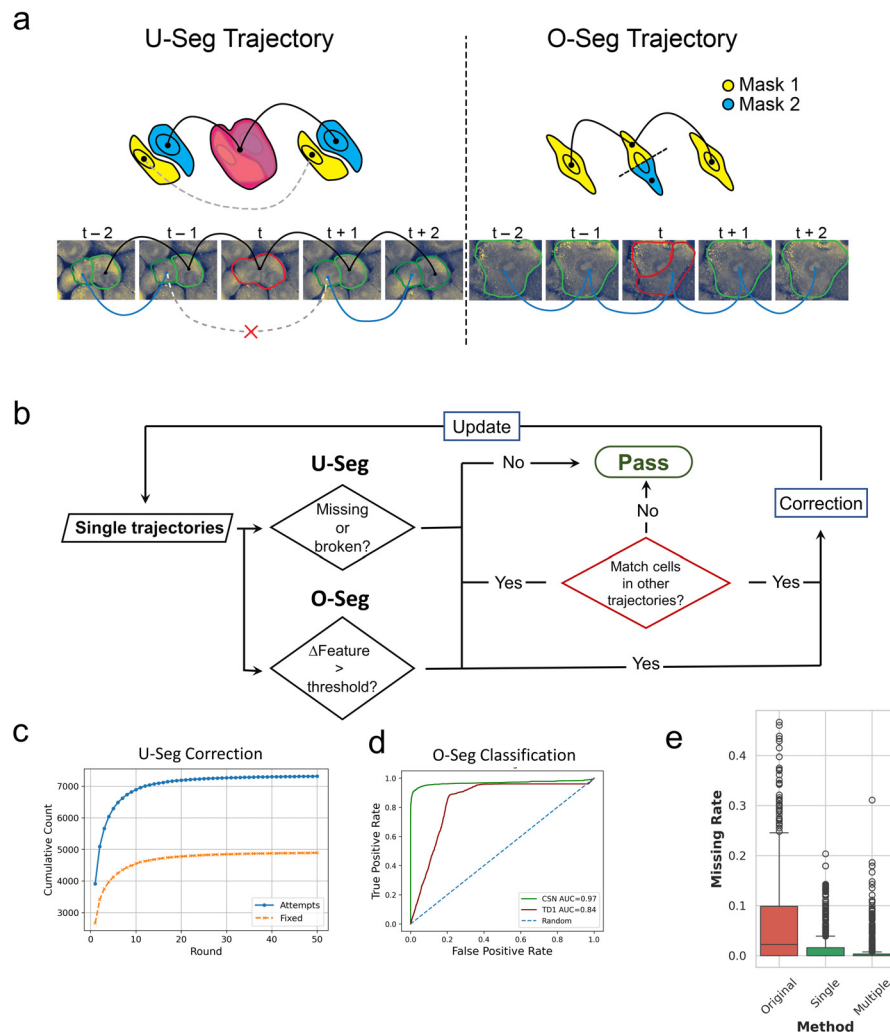 a
U-Seg Trajectory
O-Seg Trajectory
Mask 1
Mask 2
t – 2
t – 1
t
t + 1
t + 2
t – 2
t – 1
t
t + 1
t + 2
b
Update
U-Seg
No
Pass
Single trajectories
Missing
or
broken?
No
Correction
O-Seg
Yes
Match cells
in other
trajectories?
Yes
ΔFeature
>
threshold?
Yes
c
U-Seg Correction
Cumulative Count
7000
6000
5000
4000
3000
Attempts
Fixed
0 10 20 30 40 50
Round
d
O-Seg Classification
True Positive Rate
1.0
0.8
0.6
0.4
0.2
0.0
CSN AUC=0.97
TD1 AUC=0.84
Random
0.0 0.2 0.4 0.6 0.8 1.0
False Positive Rate
e
Missing Rate
0.4
0.3
0.2
0.1
0.0
Original
Single
Multiple
Method